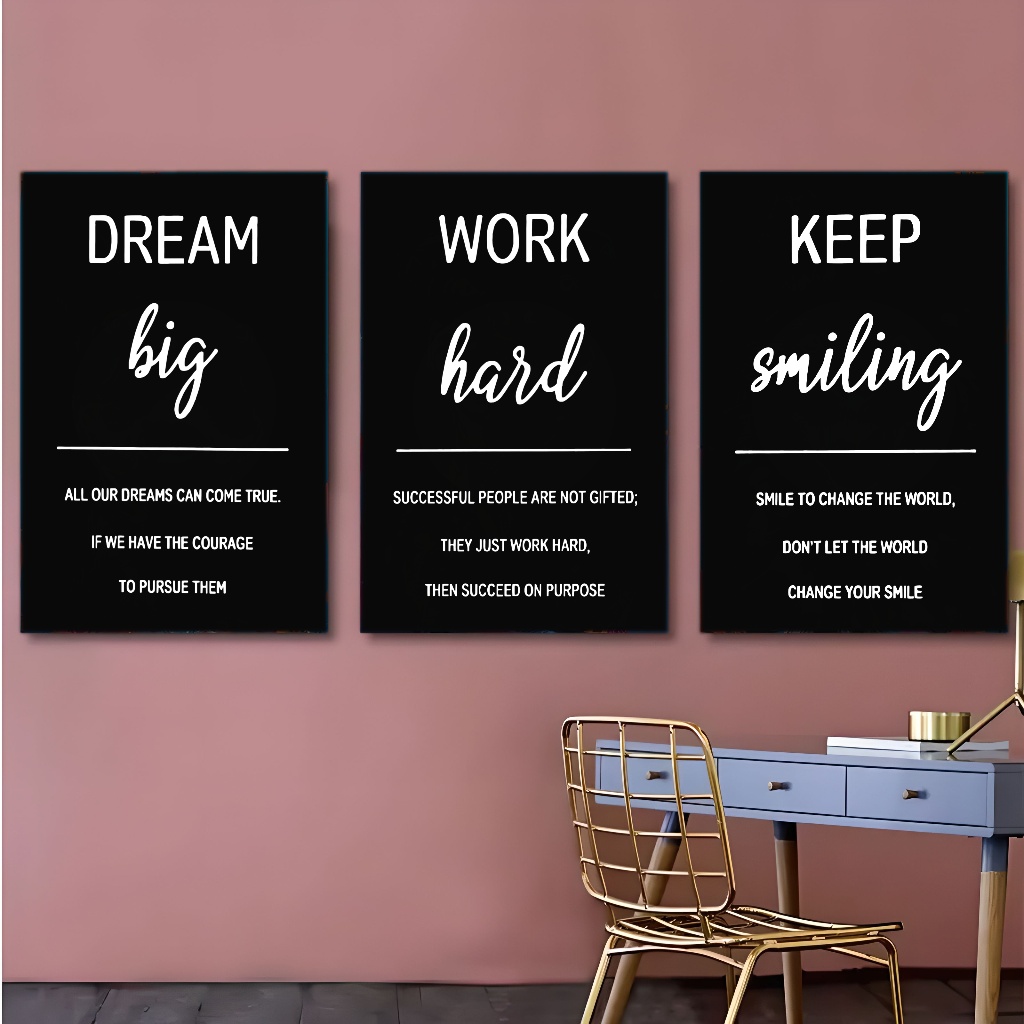 DREAM
big
ALL OUR DREAMS CAN COME TRUE.
IF WE HAVE THE COURAGE
TO PURSUE THEM
WORK
hard
SUCCESSFUL PEOPLE ARE NOT GIFTED;
THEY JUST WORK HARD,
THEN SUCCEED ON PURPOSE
KEEP
smiling
SMILE TO CHANGE THE WORLD,
DON'T LET THE WORLD
CHANGE YOUR SMILE